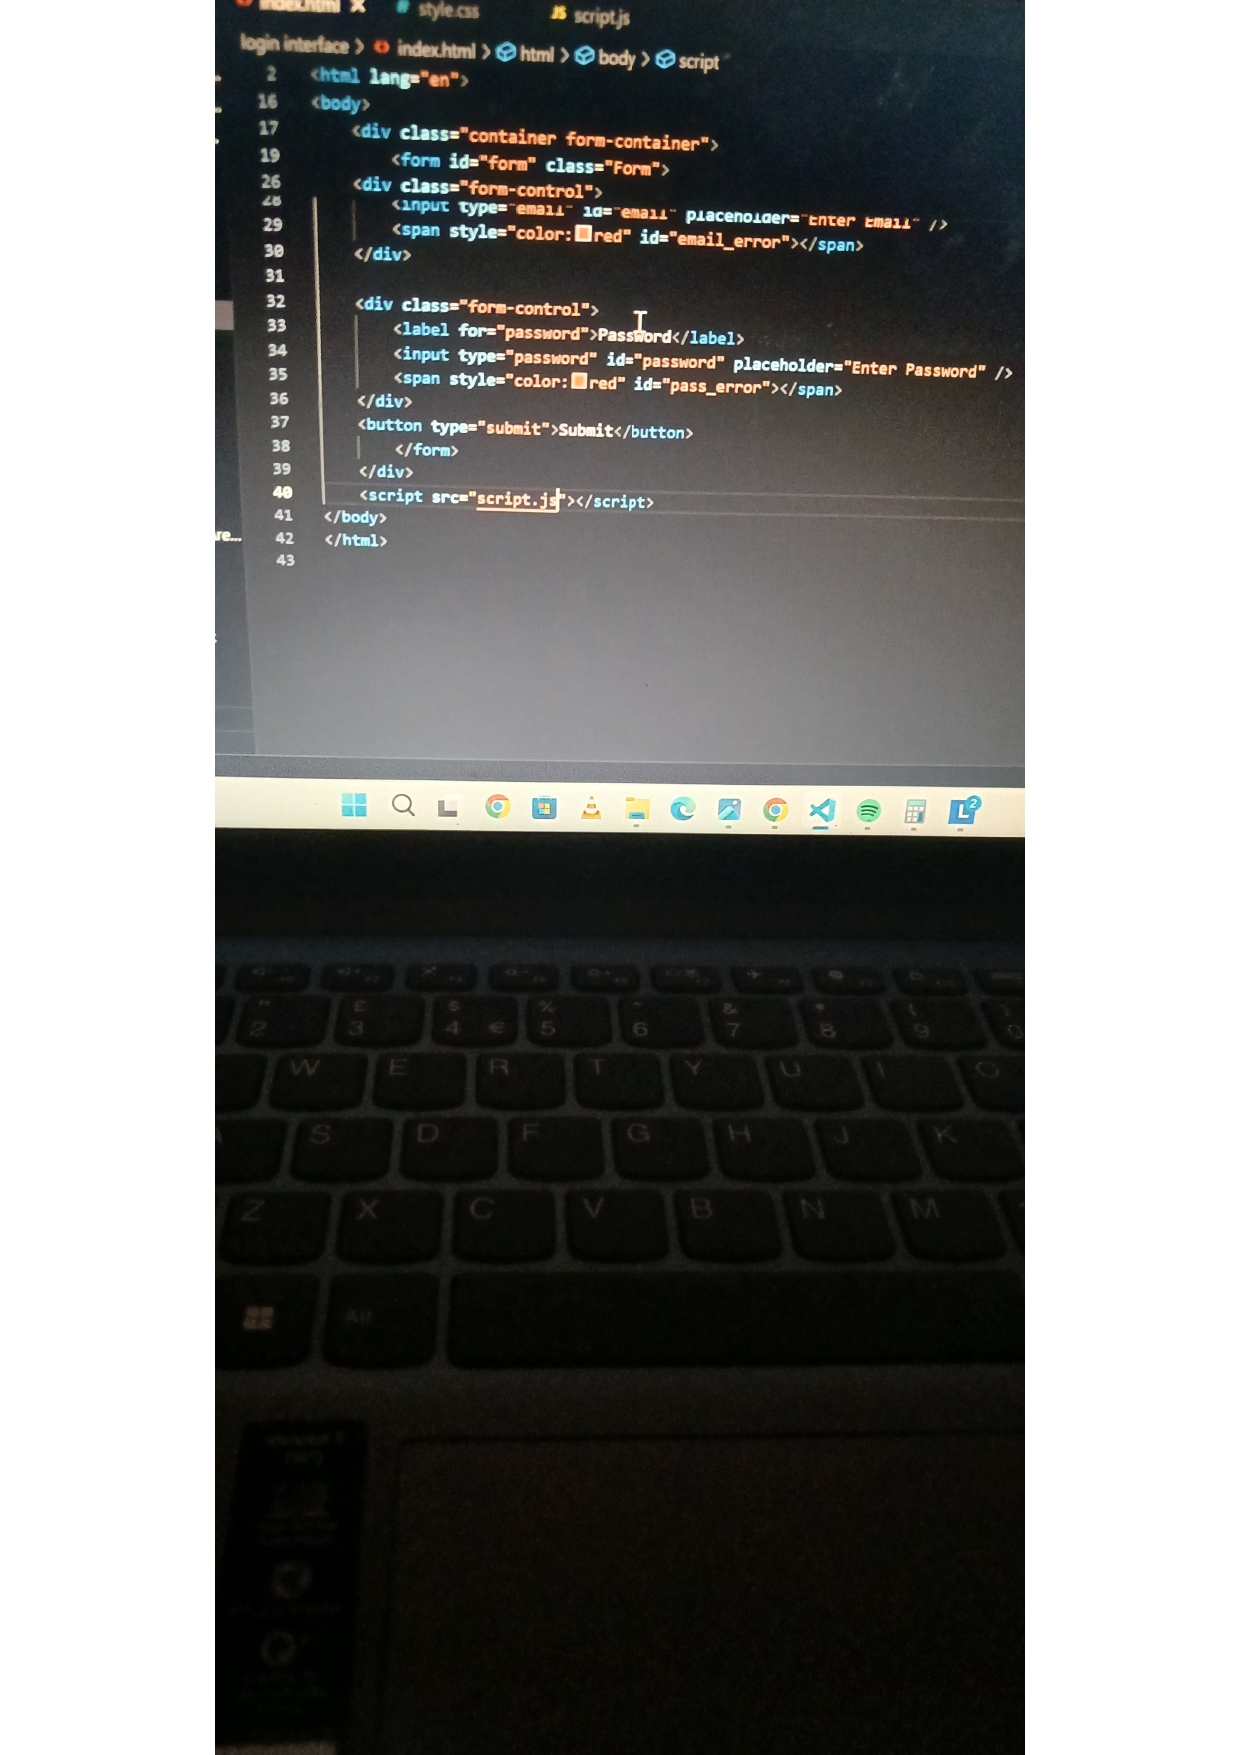 index.html style.css JS script.js
login interface > index.html > html > body > script
2 <html lang="en">
16 <body>
17 <div class="container form-container">
19 <form id="form" class="Form">
26 <div class="form-control">
28 <input type="email" id="email" placeholder="Enter Email" />
29 <span style="color:red" id="email_error"></span>
30 </div>
31
32 <div class="form-control">
33 <label for="password">Password</label>
34 <input type="password" id="password" placeholder="Enter Password" />
35 <span style="color:red" id="pass_error"></span>
36 </div>
37 <button type="submit">Submit</button>
38 </form>
39 </div>
40 <script src="script.js"></script>
41 </body>
re... 42 </html>
43
L 2
" £ $ % ^ & * (
2 3 4 € 5 6 7 8 9
W E R T Y U I O
S D F G H J K
Z X C V B N M
Alt